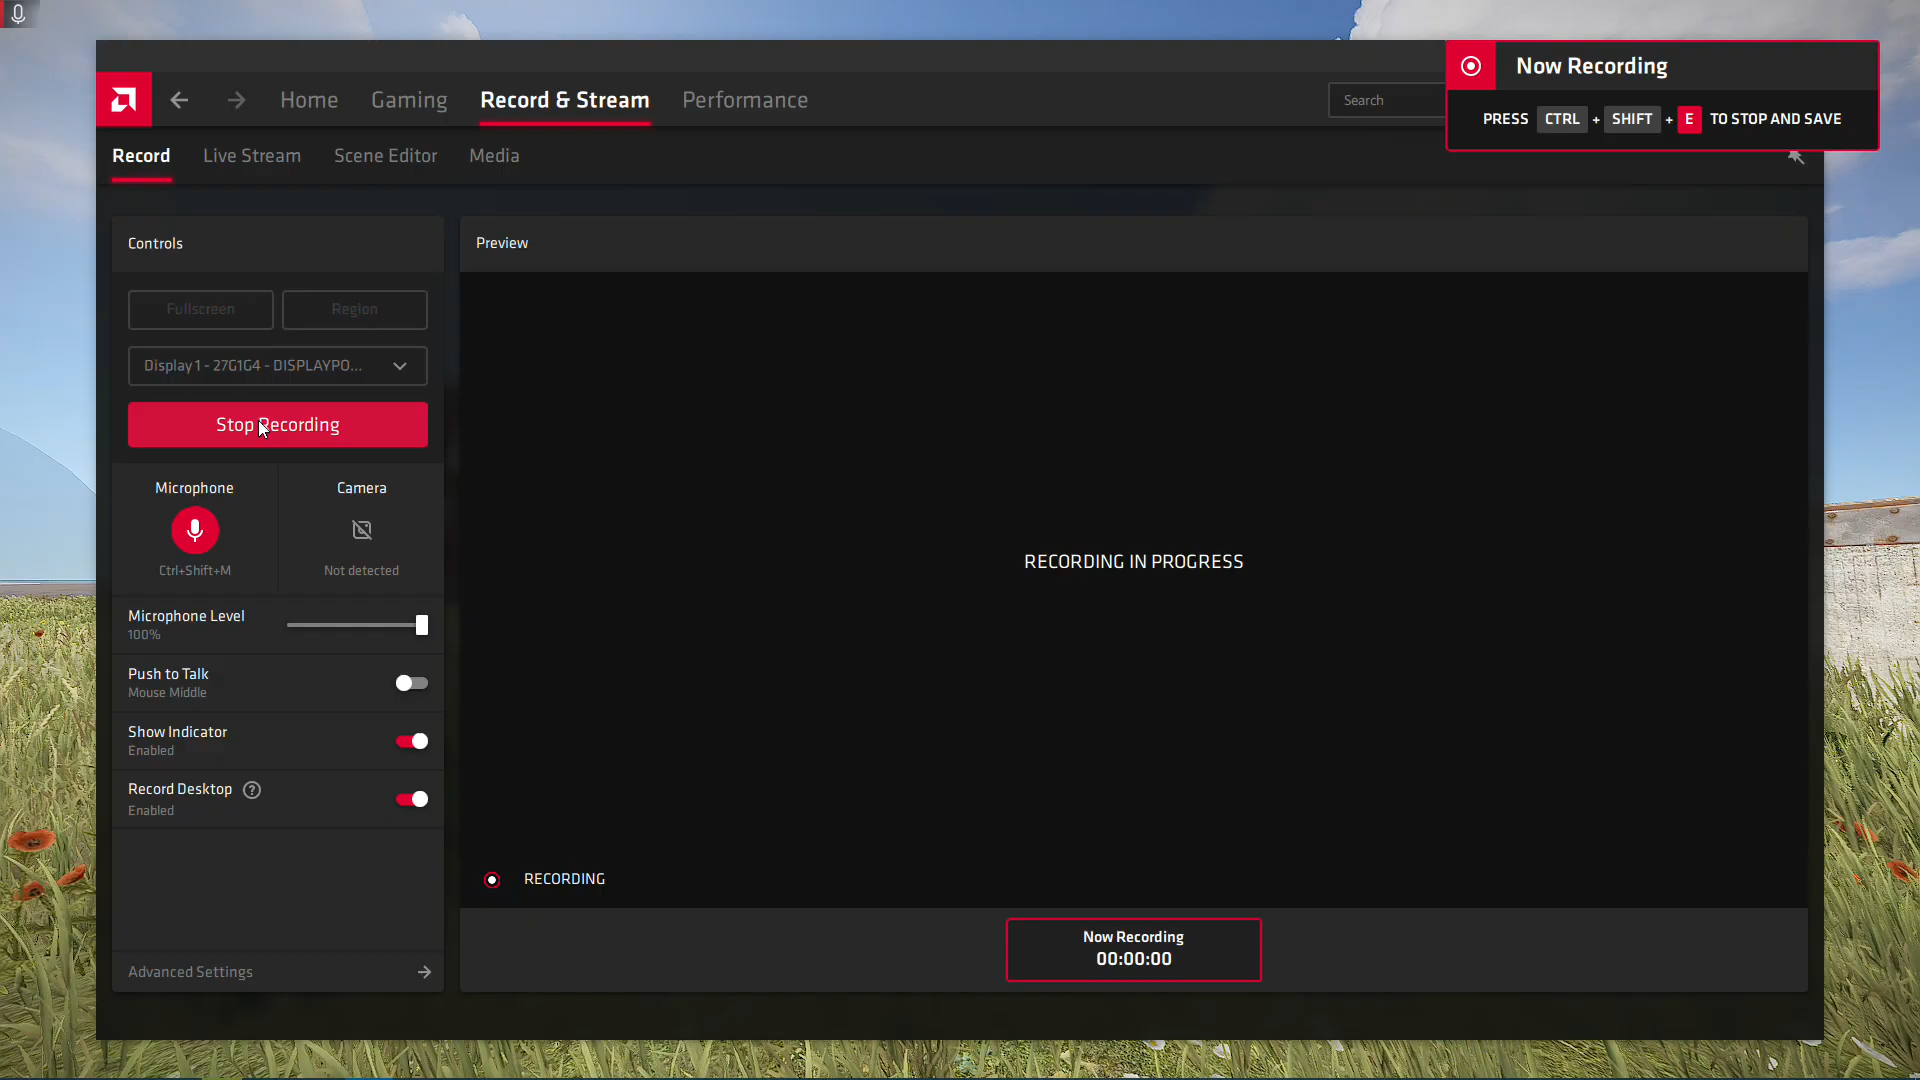 Home
Gaming
Record & Stream
Performance
Search
Now Recording
PRESS CTRL + SHIFT + E TO STOP AND SAVE
Record
Live Stream
Scene Editor
Media
Controls
Fullscreen
Region
Display 1 - 27G1G4 - DISPLAYPO...
Stop Recording
Microphone
Camera
Ctrl+Shift+M
Not detected
Microphone Level
100%
Push to Talk
Mouse Middle
Show Indicator
Enabled
Record Desktop ?
Enabled
Advanced Settings
Preview
RECORDING IN PROGRESS
RECORDING
Now Recording
00:00:00